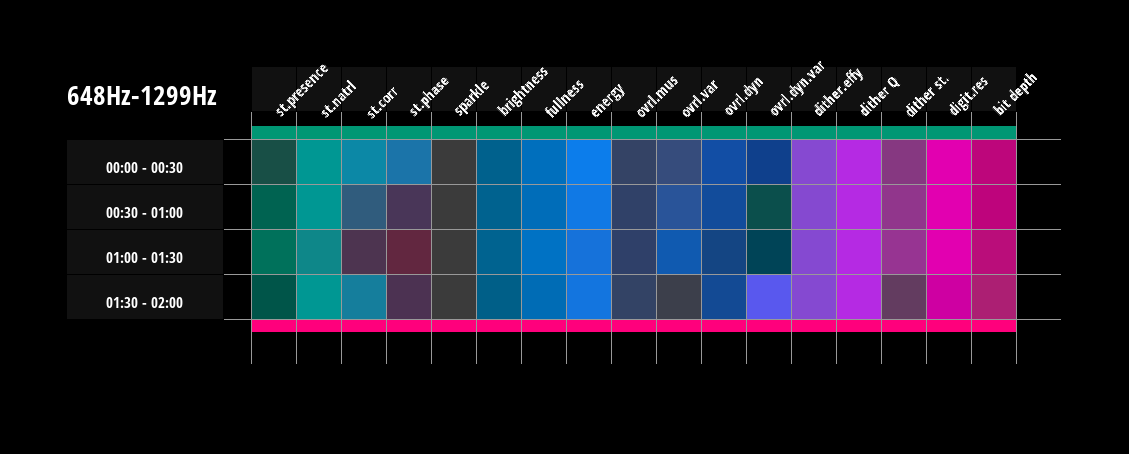 648Hz-1299Hz
st.presence
st.natrl
st.corr
st.phase
sparkle
brightness
fullness
energy
ovrl.mus
ovrl.var
ovrl.dyn
ovrl.dyn.var
dither.effy
dither Q
dither st.
digit.res
bit depth
00:00 - 00:30
00:30 - 01:00
01:00 - 01:30
01:30 - 02:00